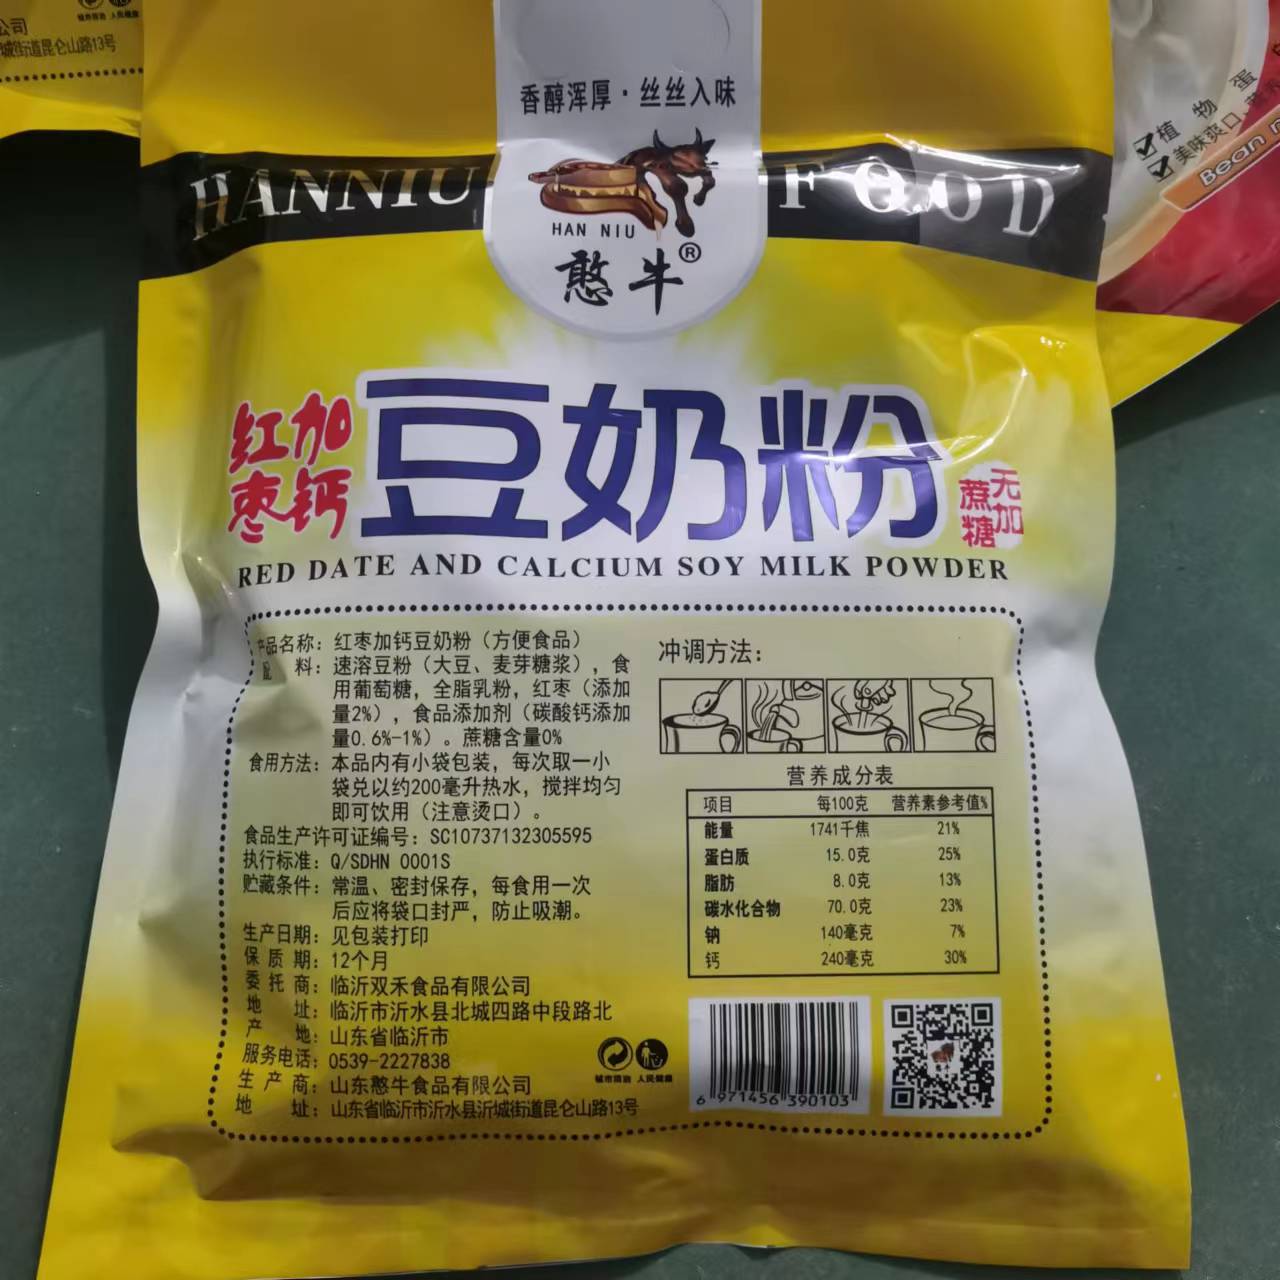 公司
城街道昆仑山路13号
香醇浑厚·丝丝入味
HANNIU FOOD
HAN NIU
憨牛®
植物蛋
美味爽口
Bean
红枣 加钙
豆奶粉
无加蔗糖
RED DATE AND CALCIUM SOY MILK POWDER
产品名称：红枣加钙豆奶粉（方便食品）
配 料：速溶豆粉（大豆、麦芽糖浆），食
用葡萄糖，全脂乳粉，红枣（添加
量2%），食品添加剂（碳酸钙添加
量0.6%-1%）。蔗糖含量0%
食用方法：本品内有小袋包装，每次取一小
袋兑以约200毫升热水，搅拌均匀
即可饮用（注意烫口）。
食品生产许可证编号：SC10737132305595
执行标准：Q/SDHN 0001S
贮藏条件：常温、密封保存，每食用一次
后应将袋口封严，防止吸潮。
生产日期：见包装打印
保 质 期：12个月
委 托 商：临沂双禾食品有限公司
地 址：临沂市沂水县北城四路中段路北
产 地：山东省临沂市
服务电话：0539-2227838
生 产 商：山东憨牛食品有限公司
地 址：山东省临沂市沂水县沂城街道昆仑山路13号
冲调方法：
营养成分表
项目 每100克 营养素参考值%
能量 1741千焦 21%
蛋白质 15.0克 25%
脂肪 8.0克 13%
碳水化合物 70.0克 23%
钠 140毫克 7%
钙 240毫克 30%
6 971456 390103